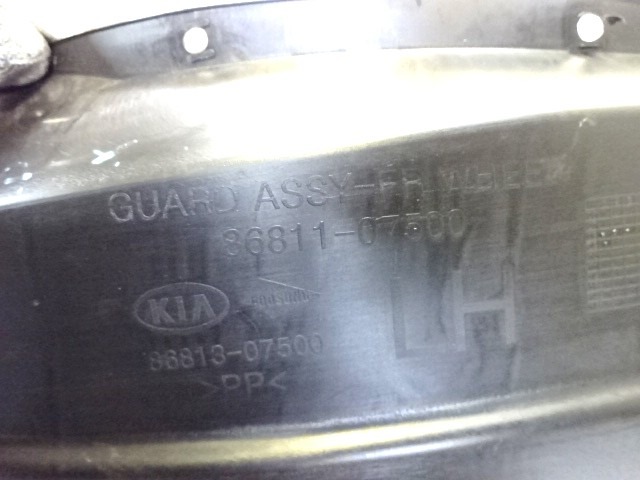 GUARD ASSY-FR WHEEL
86811-07500
KIA
LH
86813-07500
>PP<